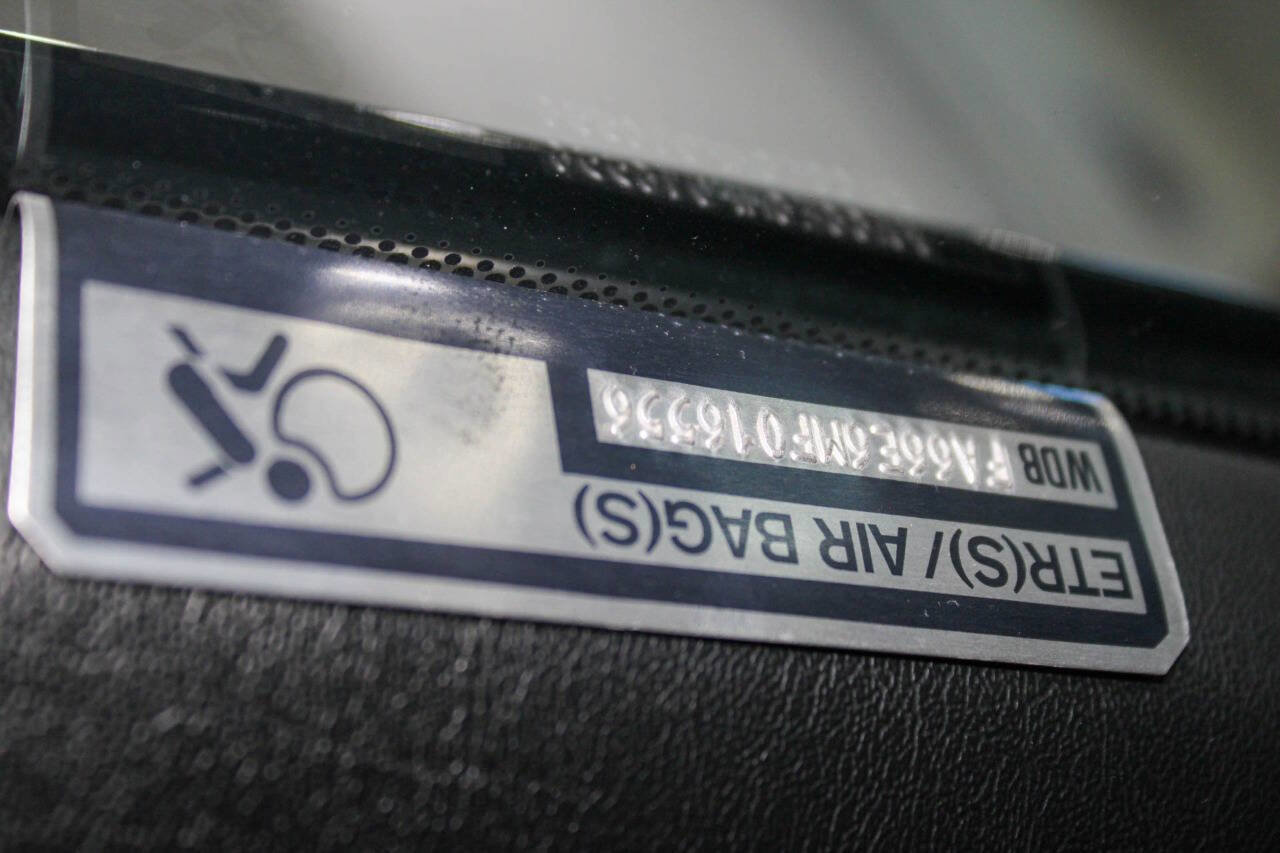 ETR(S) / AIR BAG(S)
WDB FA66E6MF016556